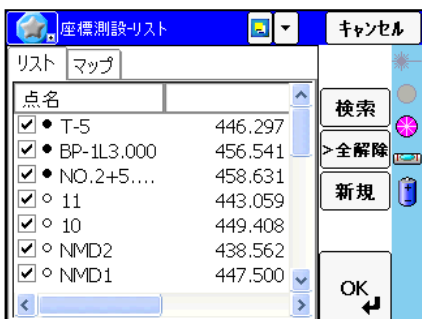 座標測設-リスト キャンセル
リスト マップ
点名
検索
T-5 446.297
BP-1L3.000 456.541
>全解除
NO.2+5.... 458.631
新規
11 443.059
10 449.408
NMD2 438.562
NMD1 447.500
OK